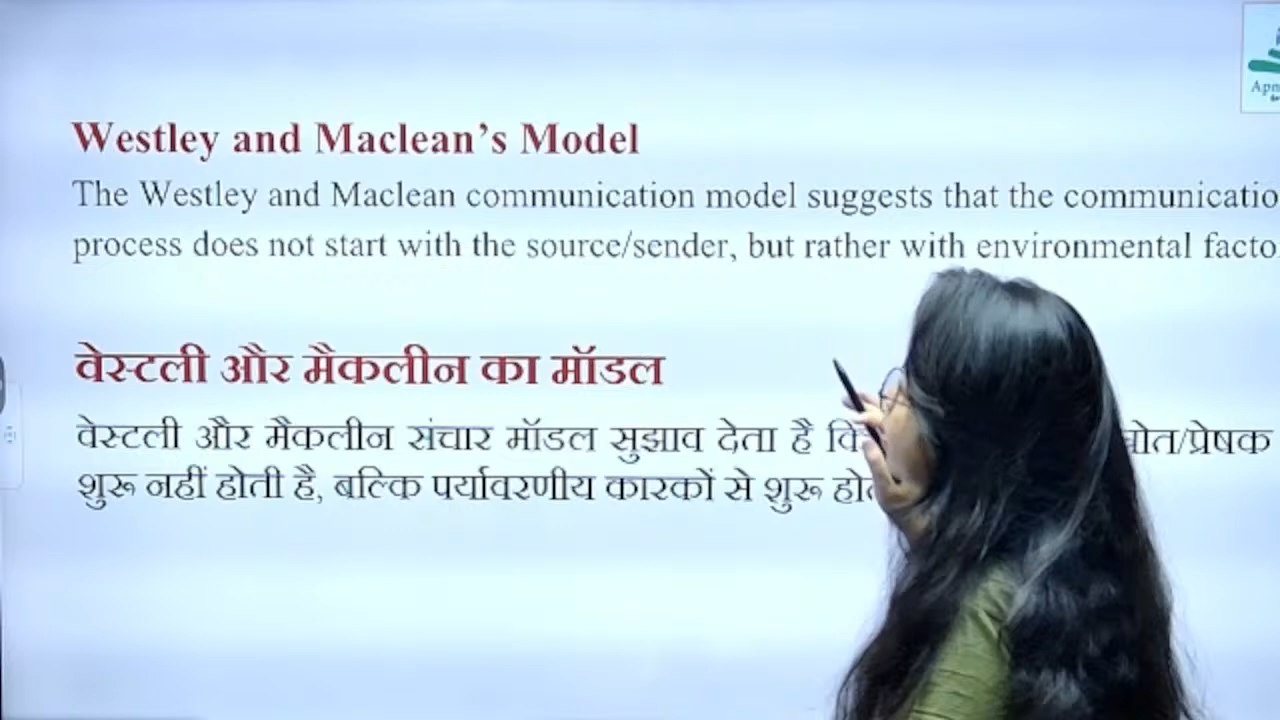 Westley and Maclean's Model
The Westley and Maclean communication model suggests that the
process does not start with the source/sender, but rather with environmental
वेस्टली और मैकलीन का मॉडल
वेस्टली और मैकलीन संचार मॉडल सुझाव देता है
शुरू नहीं होती है, बल्कि पर्यावरणीय कारकों से शुरू